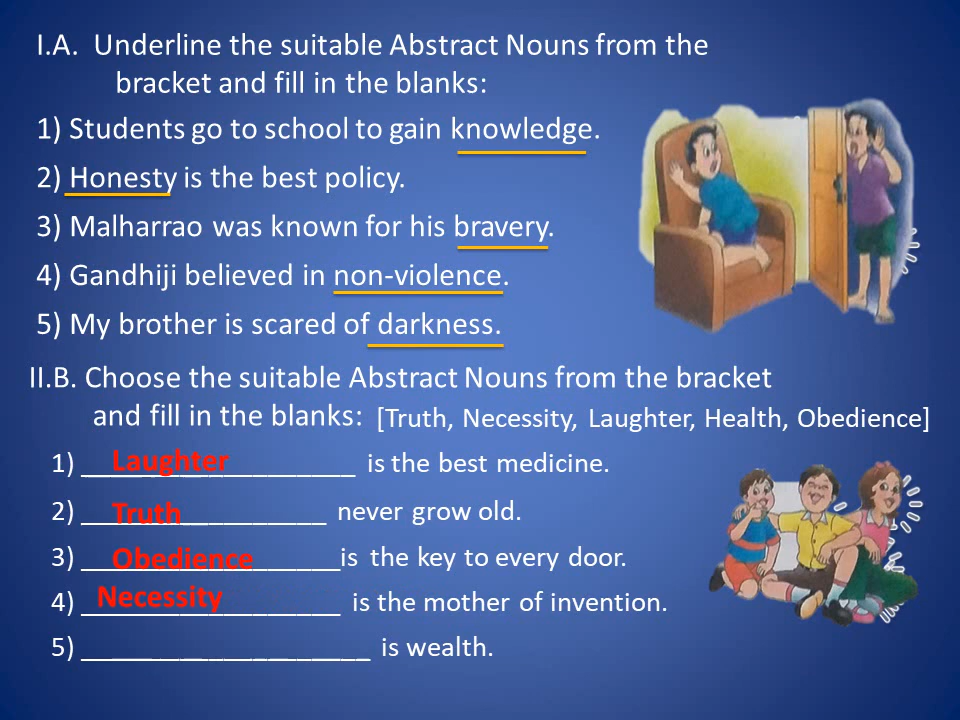 I.A. Underline the suitable Abstract Nouns from the
bracket and fill in the blanks:
1) Students go to school to gain knowledge.
2) Honesty is the best policy.
3) Malharrao was known for his bravery.
4) Gandhiji believed in non-violence.
5) My brother is scared of darkness.
II.B. Choose the suitable Abstract Nouns from the bracket
and fill in the blanks: [Truth, Necessity, Laughter, Health, Obedience]
1) Laughter is the best medicine.
2) Truth never grow old.
3) Obedience is the key to every door.
4) Necessity is the mother of invention.
5) ____________________ is wealth.